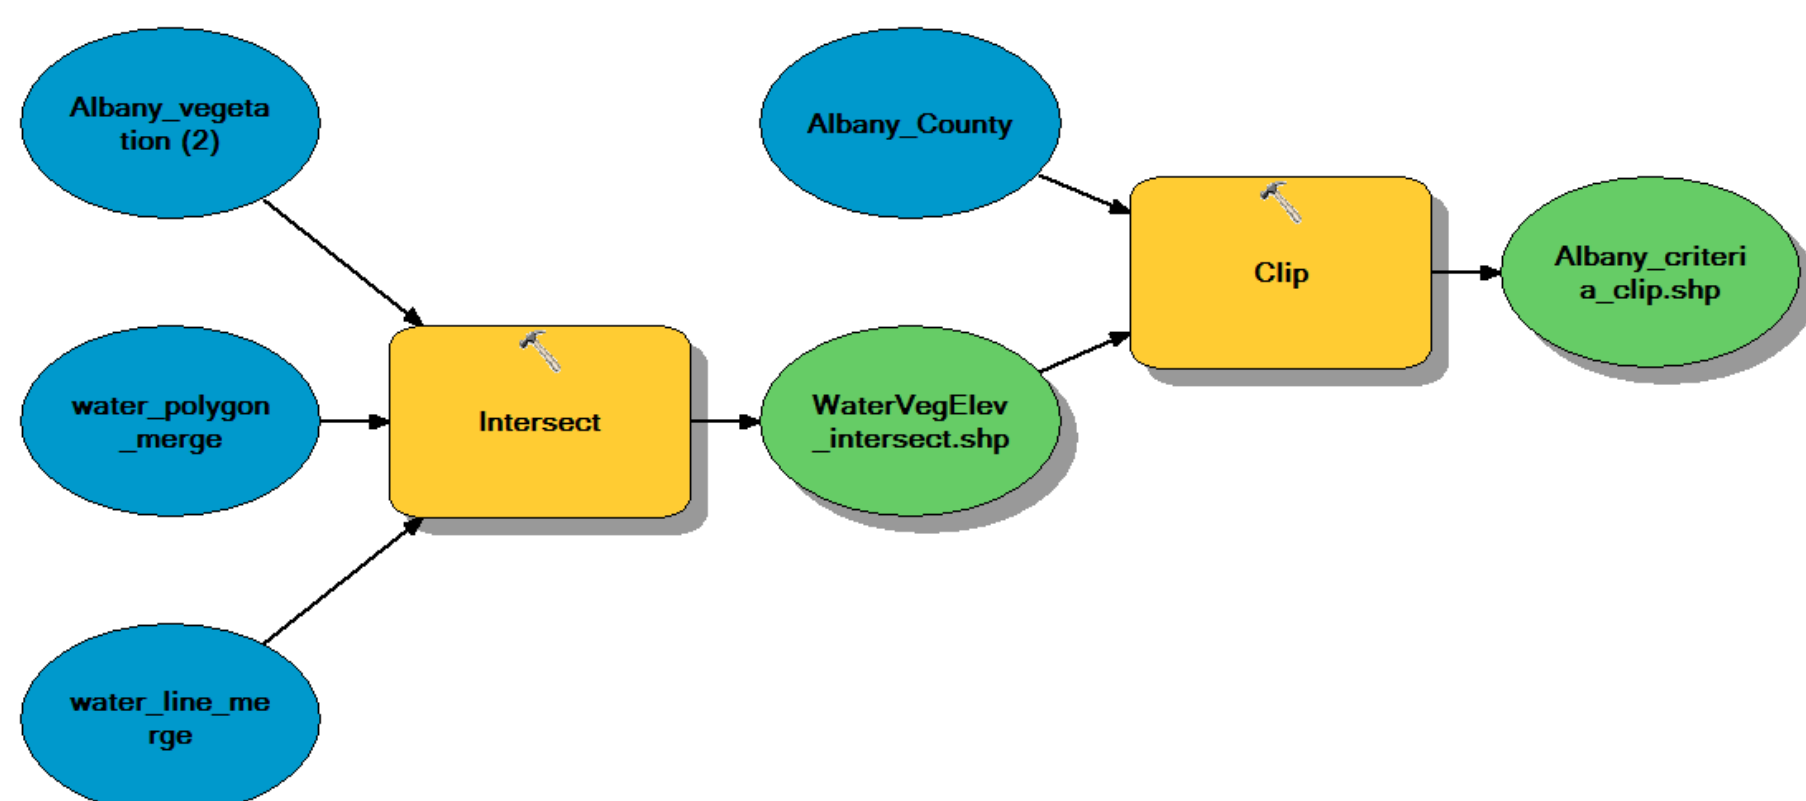 Albany_vegeta
tion (2)
water_polygon
_merge
water_line_me
rge
Intersect
Albany_County
WaterVegElev
_intersect.shp
Clip
Albany_criteri
a_clip.shp